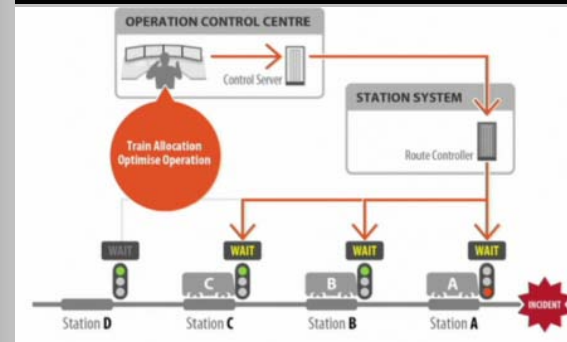 OPERATION CONTROL CENTRE
Control Server
STATION SYSTEM
Train Allocation
Optimise Operation
Route Controller
WAIT
WAIT
WAIT
WAIT
C
B
A
INCIDENT
Station D
Station C
Station B
Station A